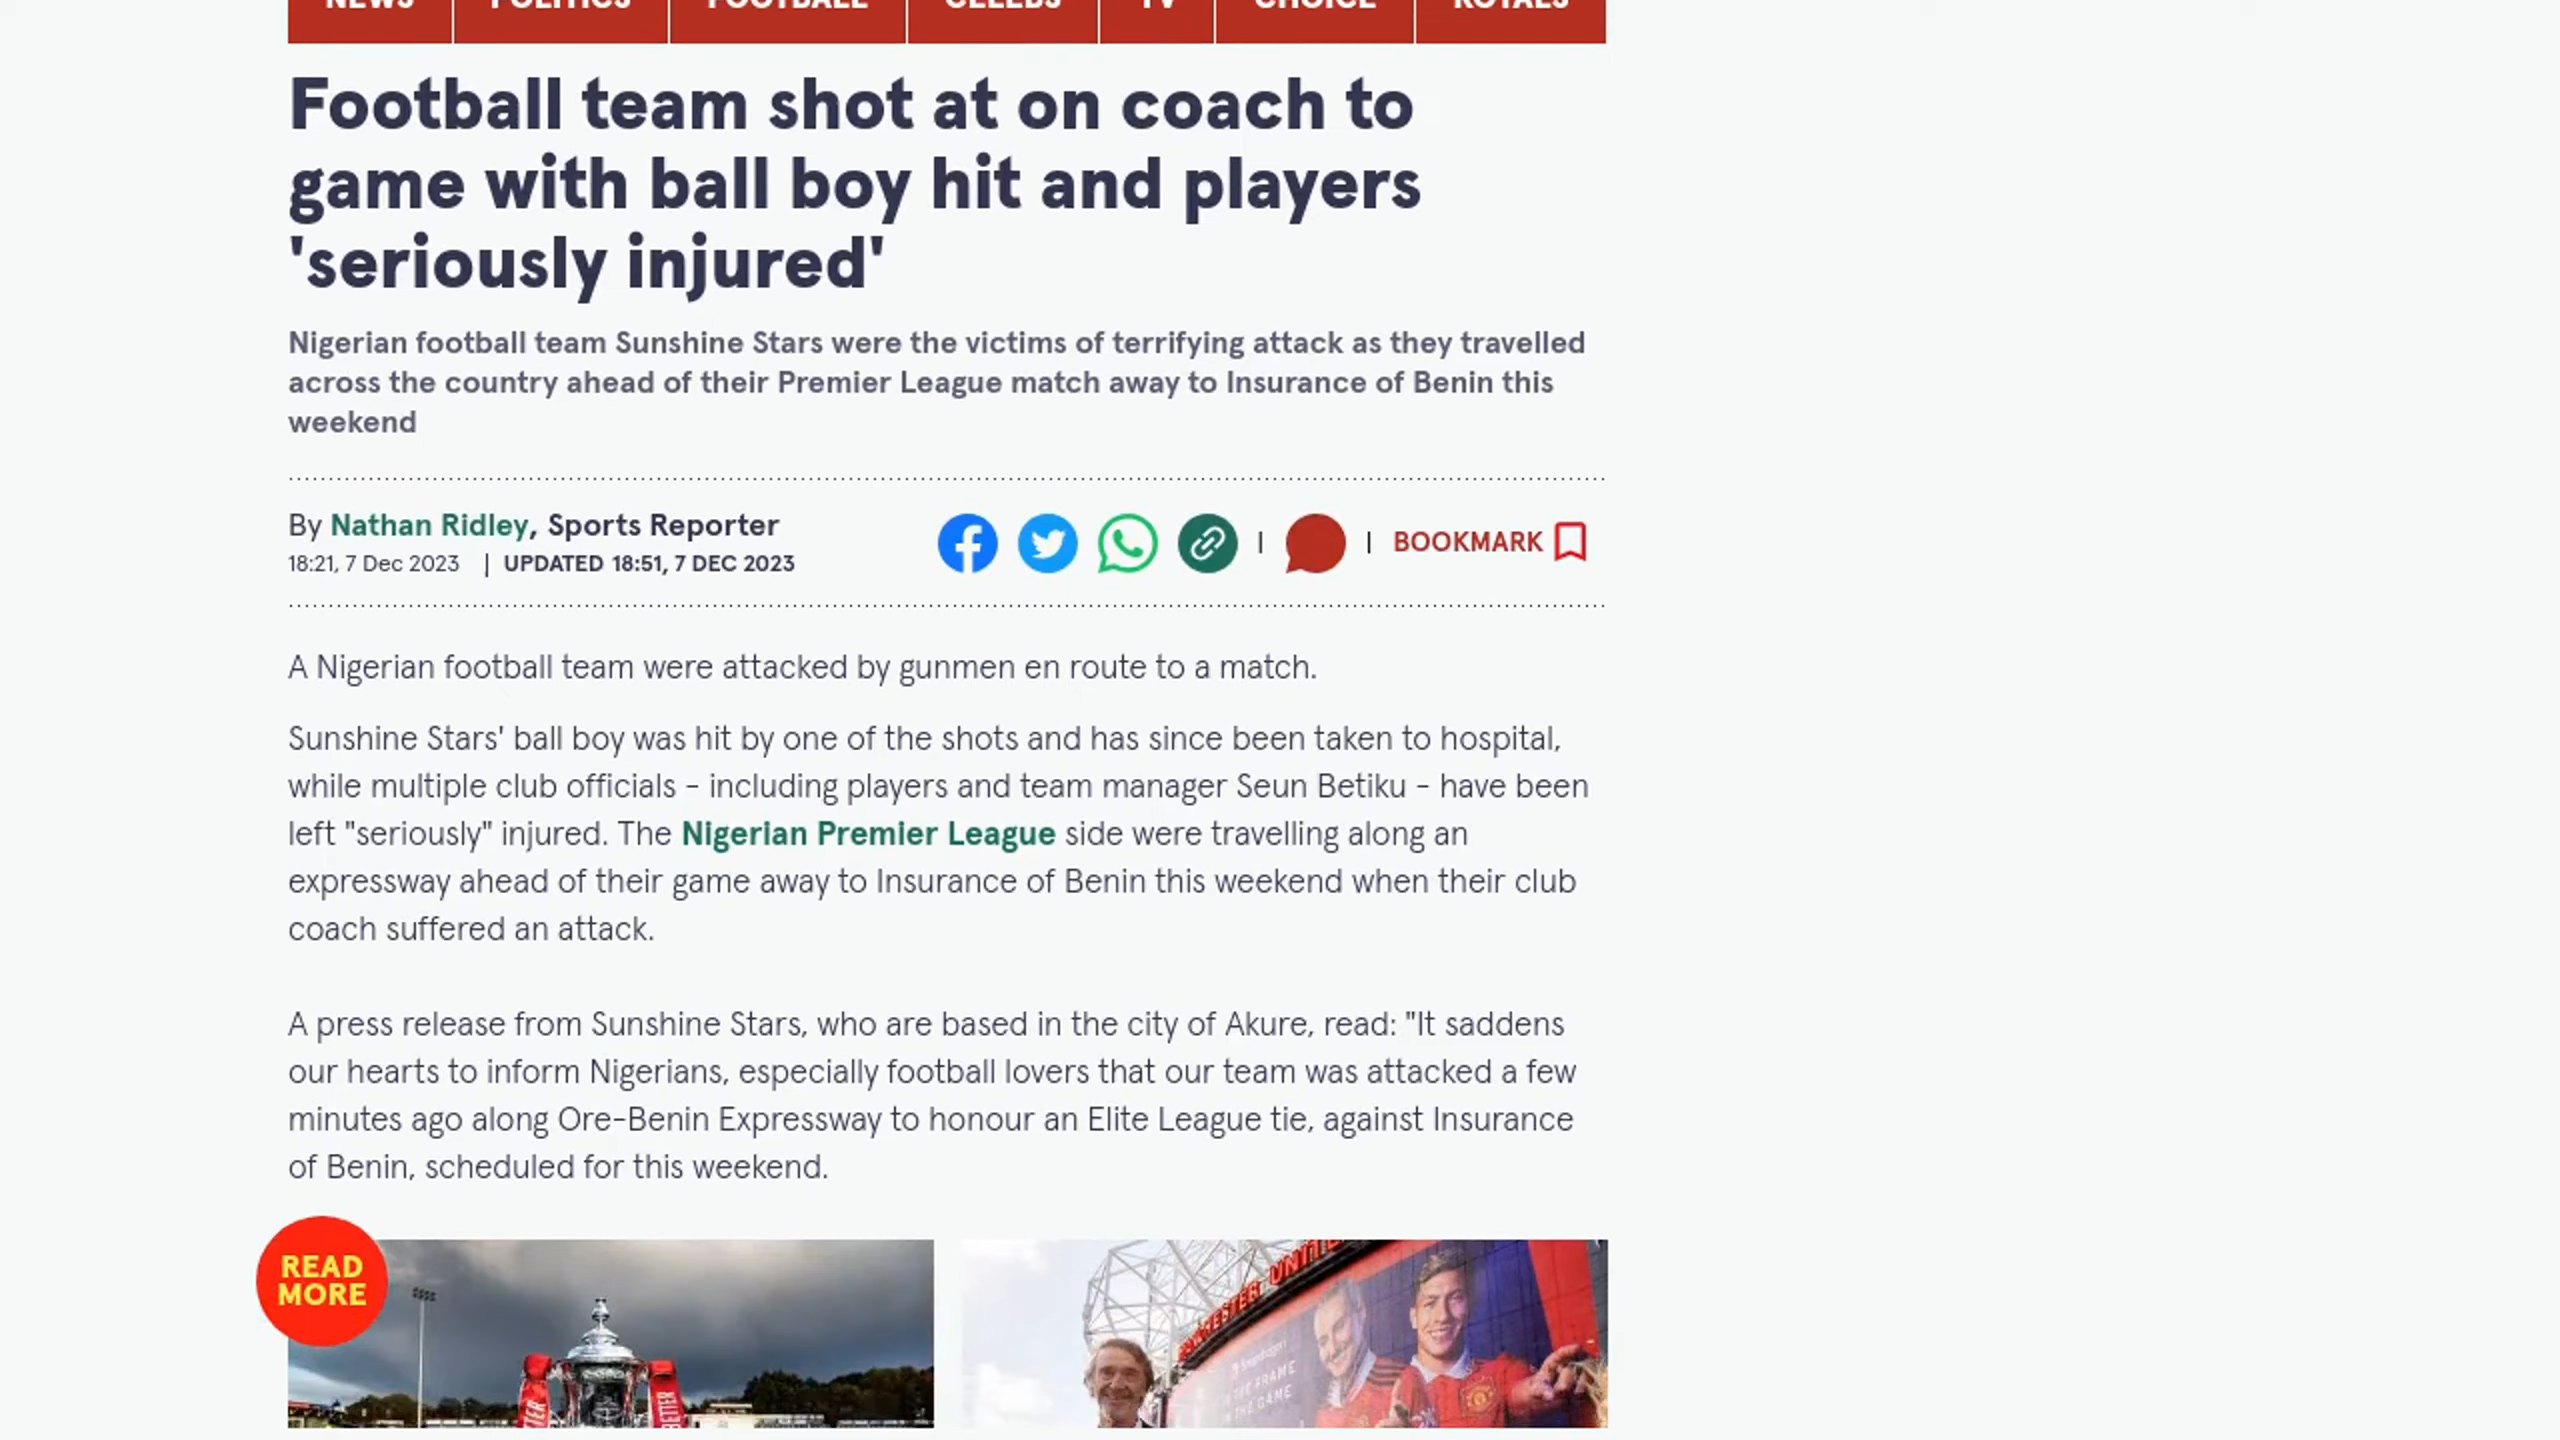 NEWS POLITICS FOOTBALL CELEBS TV CHOICE ROYALS
Football team shot at on coach to
game with ball boy hit and players
'seriously injured'
Nigerian football team Sunshine Stars were the victims of terrifying attack as they travelled
across the country ahead of their Premier League match away to Insurance of Benin this
weekend
By Nathan Ridley, Sports Reporter
18:21, 7 Dec 2023 | UPDATED 18:51, 7 DEC 2023
| | BOOKMARK
A Nigerian football team were attacked by gunmen en route to a match.
Sunshine Stars' ball boy was hit by one of the shots and has since been taken to hospital,
while multiple club officials - including players and team manager Seun Betiku - have been
left "seriously" injured. The Nigerian Premier League side were travelling along an
expressway ahead of their game away to Insurance of Benin this weekend when their club
coach suffered an attack.
A press release from Sunshine Stars, who are based in the city of Akure, read: "It saddens
our hearts to inform Nigerians, especially football lovers that our team was attacked a few
minutes ago along Ore-Benin Expressway to honour an Elite League tie, against Insurance
of Benin, scheduled for this weekend.
READ
MORE